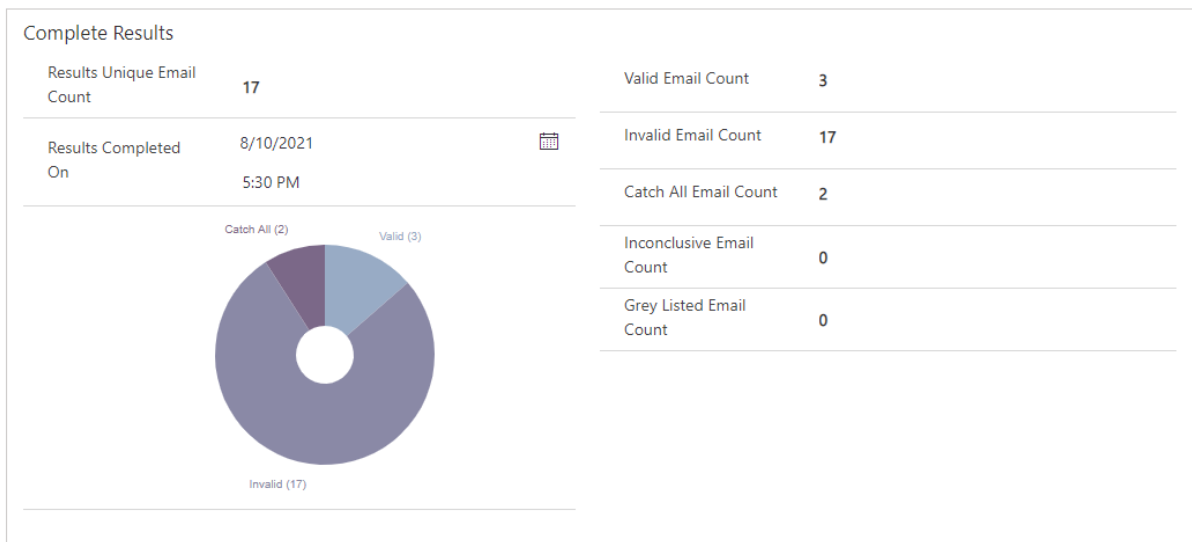 Complete Results
Results Unique Email
Count
17
Results Completed
On
8/10/2021
5:30 PM
Catch All (2)
Valid (3)
Invalid (17)
Valid Email Count
3
Invalid Email Count
17
Catch All Email Count
2
Inconclusive Email
Count
0
Grey Listed Email
Count
0